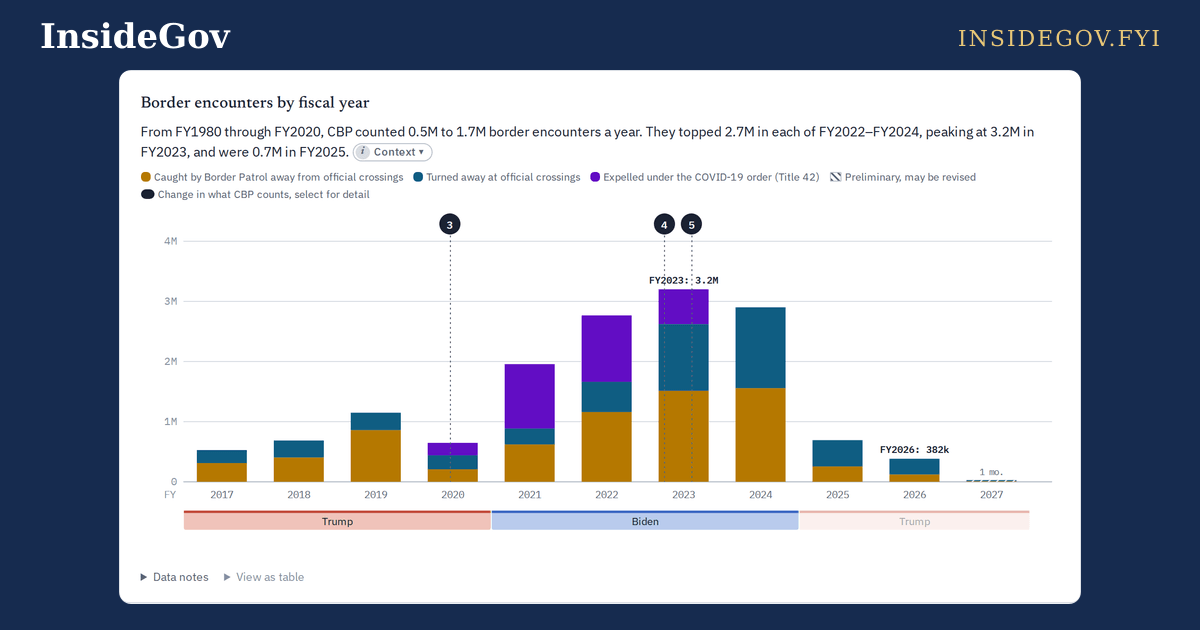 InsideGov
INSIDEGOV.FYI
Border encounters by fiscal year
From FY1980 through FY2020, CBP counted 0.5M to 1.7M border encounters a year. They topped 2.7M in each of FY2022–FY2024, peaking at 3.2M in
FY2023, and were 0.7M in FY2025. i Context ▾
Caught by Border Patrol away from official crossings
Turned away at official crossings
Expelled under the COVID-19 order (Title 42)
Preliminary, may be revised
Change in what CBP counts, select for detail
3
4
5
4M
3M
2M
1M
0
FY2023: 3.2M
FY2026: 382k
1 mo.
FY
2017
2018
2019
2020
2021
2022
2023
2024
2025
2026
2027
Trump
Biden
Trump
▶ Data notes
▶ View as table